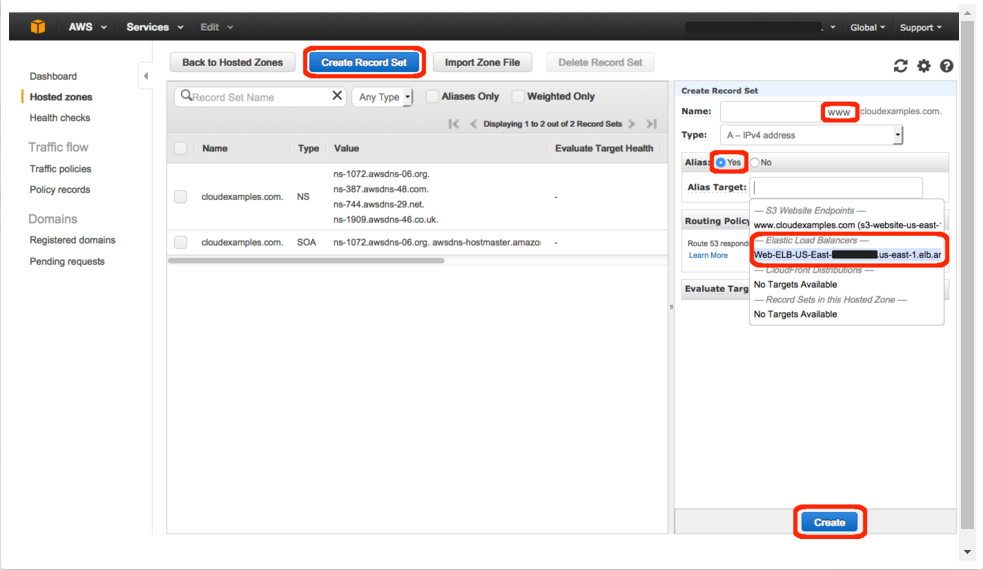 AWS Services Edit Global Support
Back to Hosted Zones Create Record Set Import Zone File Delete Record Set
Dashboard
Hosted zones
Health checks
Traffic flow
Traffic policies
Policy records
Domains
Registered domains
Pending requests
Record Set Name X Any Type Aliases Only Weighted Only
Displaying 1 to 2 out of 2 Record Sets
Name Type Value Evaluate Target Health
cloudexamples.com. NS
ns-1072.awsdns-06.org.
ns-387.awsdns-48.com.
ns-744.awsdns-29.net.
ns-1909.awsdns-46.co.uk.
-
cloudexamples.com. SOA ns-1072.awsdns-06.org. awsdns-hostmaster.amazo -
Create Record Set
Name: www .cloudexamples.com.
Type: A – IPv4 address
Alias: Yes No
Alias Target:
— S3 Website Endpoints —
www.cloudexamples.com (s3-website-us-east-
— Elastic Load Balancers —
Web-ELB-US-East- .us-east-1.elb.am
— CloudFront Distributions —
No Targets Available
— Record Sets in this Hosted Zone —
No Targets Available
Routing Policy
Route 53 respond
Learn More
Evaluate Targ
Create